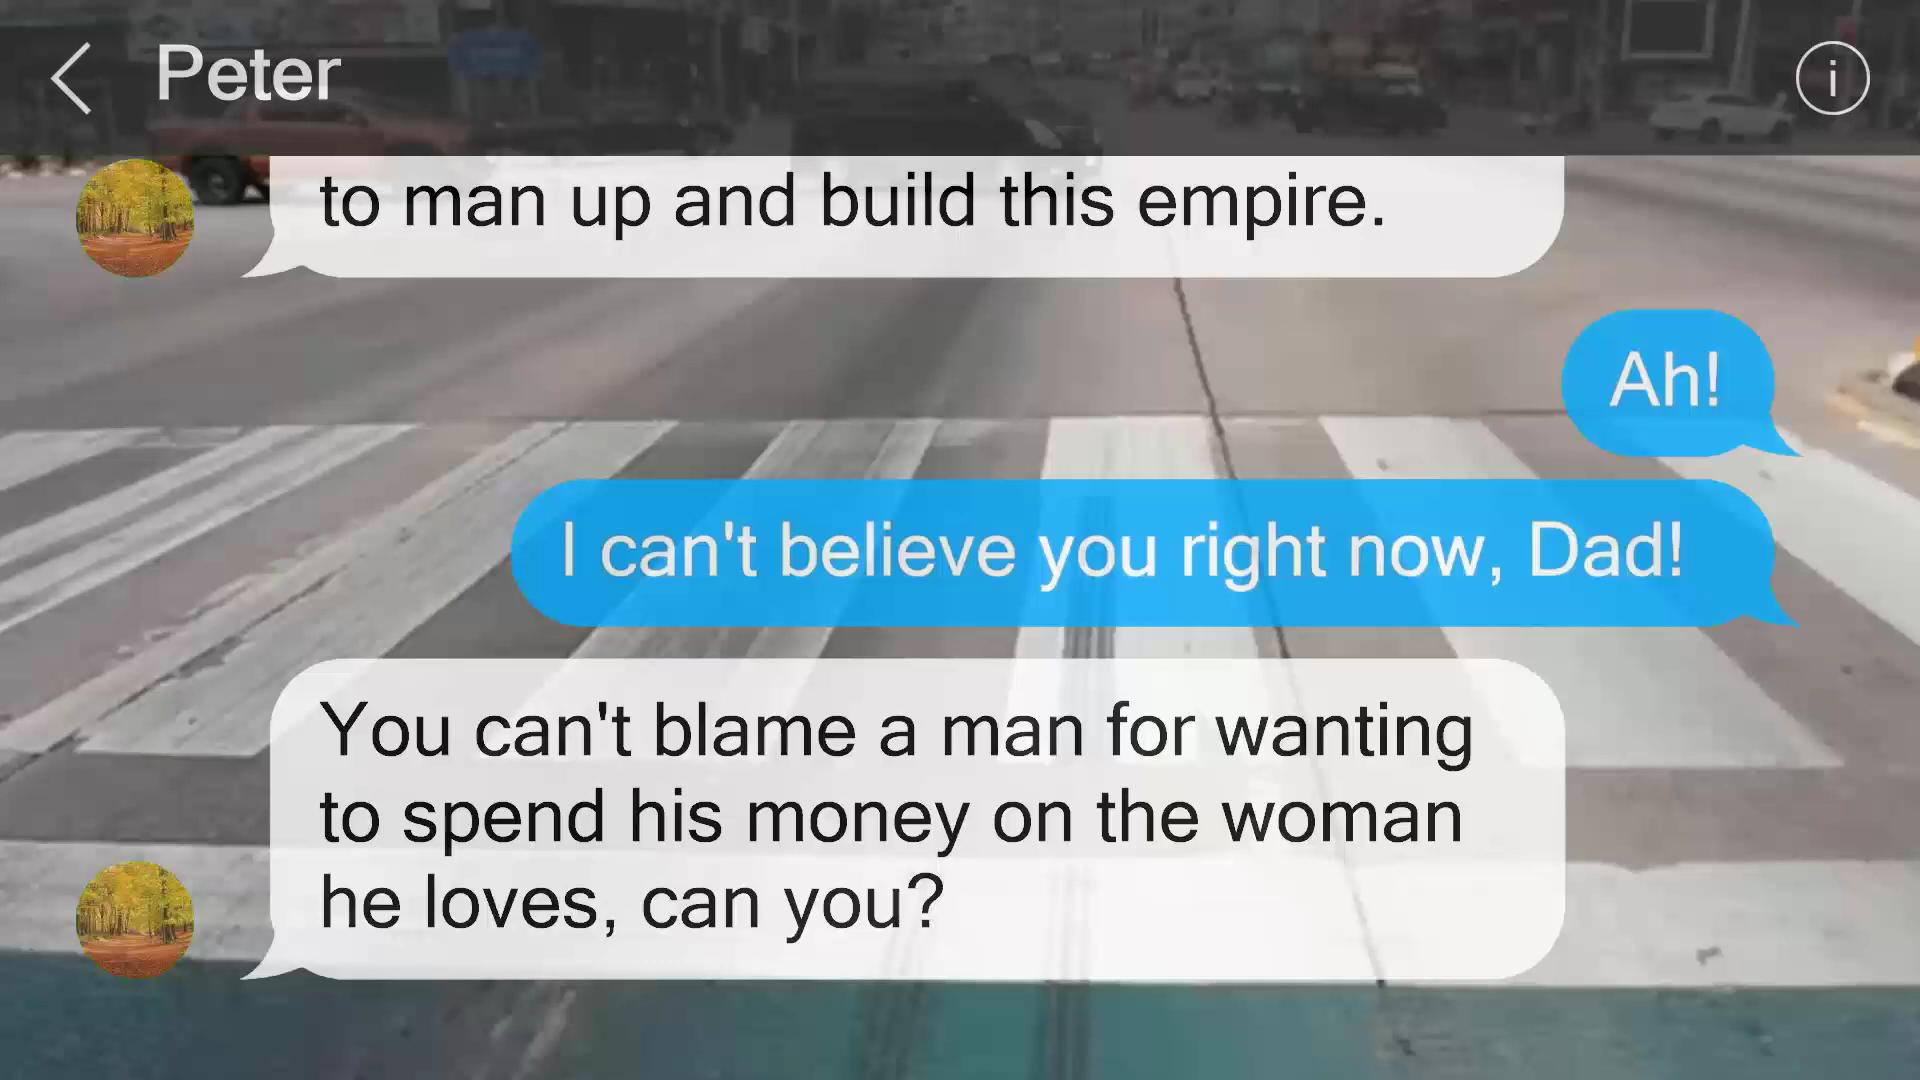 Peter
i
to man up and build this empire.
Ah!
I can't believe you right now, Dad!
You can't blame a man for wanting
to spend his money on the woman
he loves, can you?